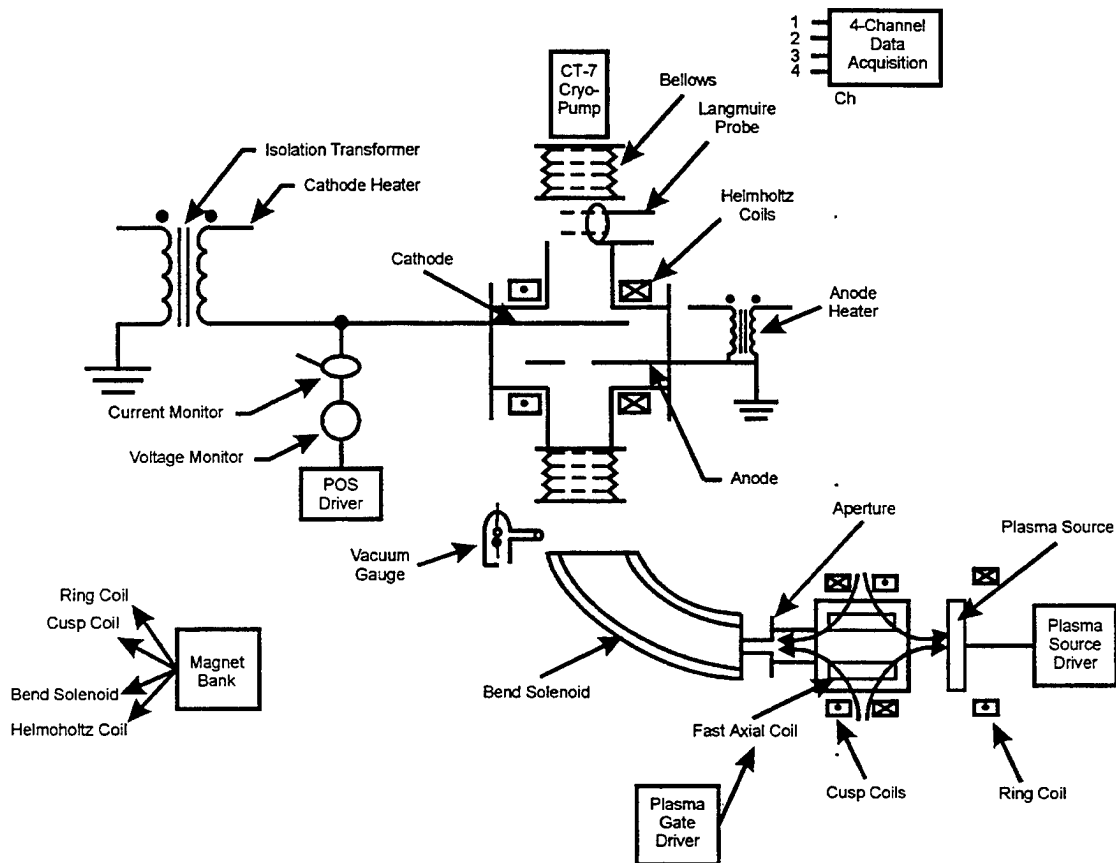 1
2
3
4
4-Channel
Data
Acquisition
Ch
CT-7
Cryo-
Pump
Bellows
Langmuire
Probe
Isolation Transformer
Cathode Heater
Helmholtz
Coils
Cathode
Anode
Heater
Current Monitor
Voltage Monitor
POS
Driver
Anode
Vacuum
Gauge
Aperture
Plasma Source
Ring Coil
Cusp Coil
Bend Solenoid
Helmoholtz Coil
Magnet
Bank
Bend Solenoid
Plasma
Source
Driver
Fast Axial Coil
Cusp Coils
Ring Coil
Plasma
Gate
Driver